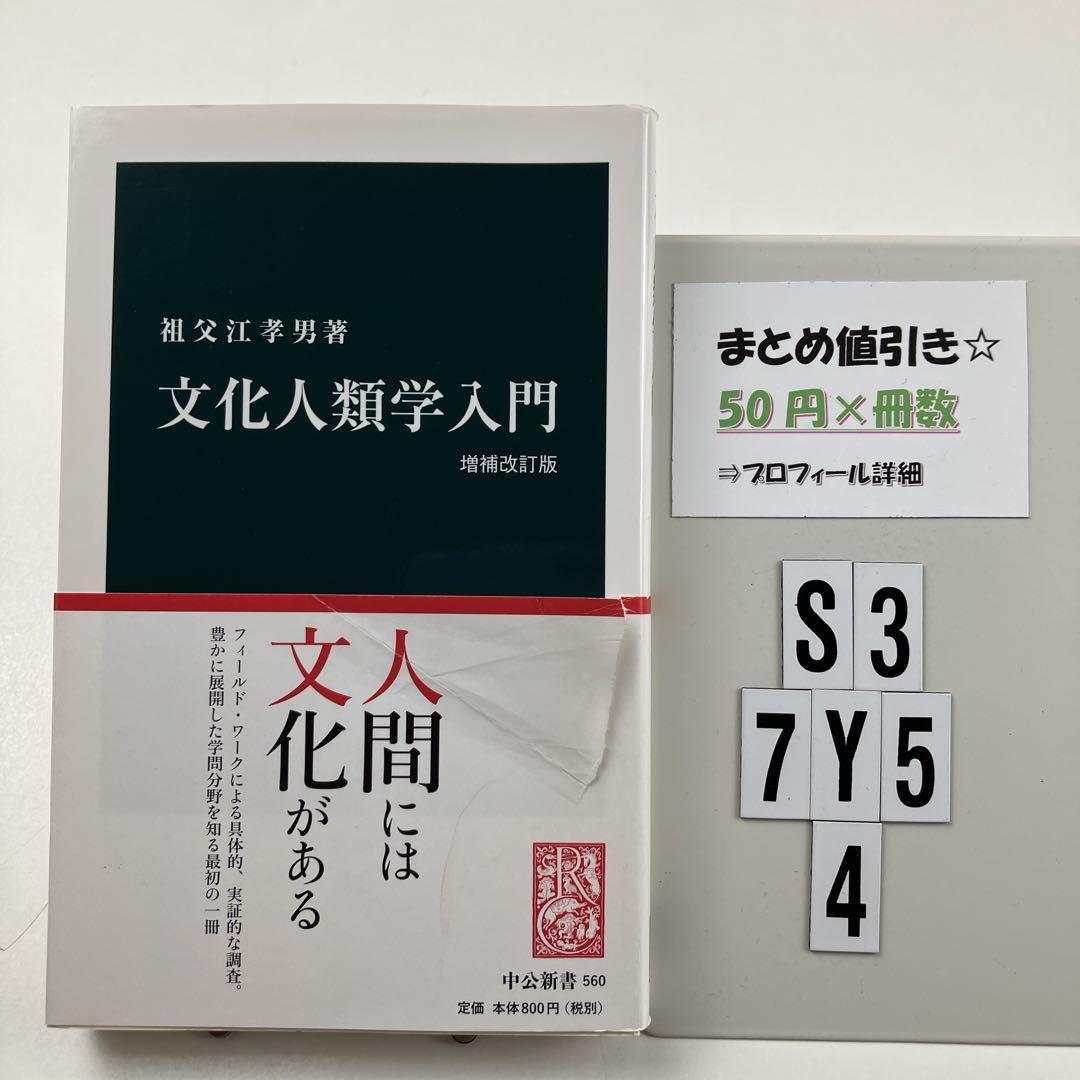 祖父江孝男著
文化人類学入門
増補改訂版
人間には
文化がある
フィールド・ワークによる具体的、実証的な調査。
豊かに展開した学問分野を知る最初の一冊
RC
中公新書 560
定価 本体800円（税別）
まとめ値引き☆
50円×冊数
⇒プロフィール詳細
S3
7Y5
4